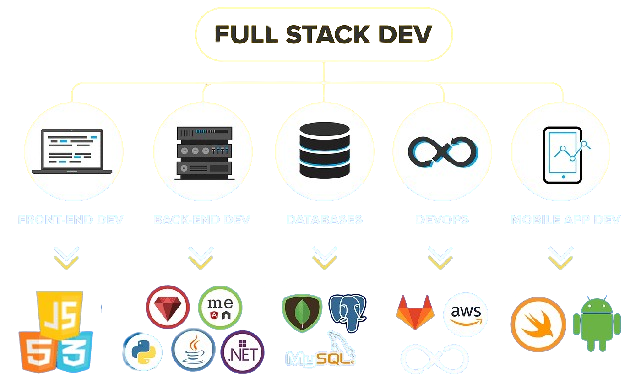 FULL STACK DEV
FRONT-END DEV
BACK-END DEV
DATABASES
DEVOPS
MOBILE APP DEV
JS
5
3
me
.NET
MySQL
aws